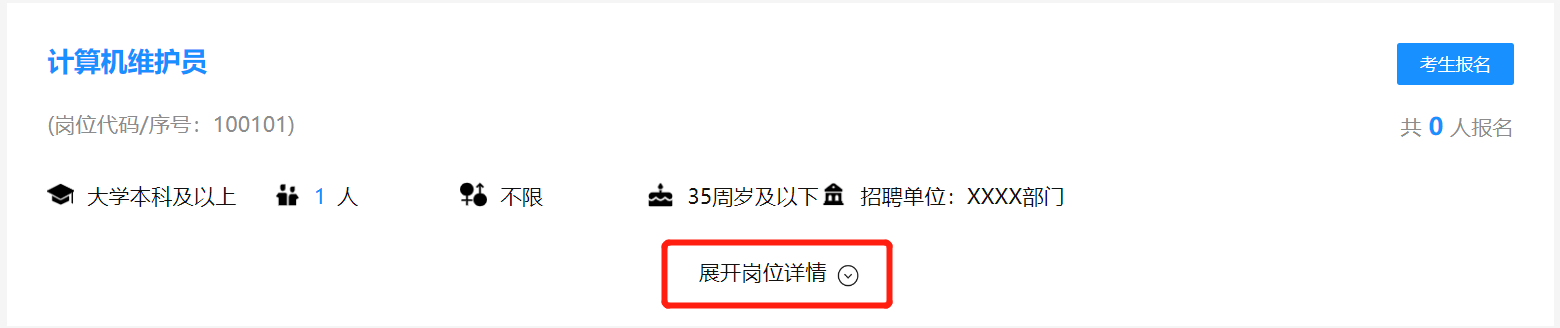 计算机维护员
考生报名
(岗位代码/序号：100101)
共 0 人报名
大学本科及以上 1 人 不限 35周岁及以下 招聘单位：XXXX部门
展开岗位详情